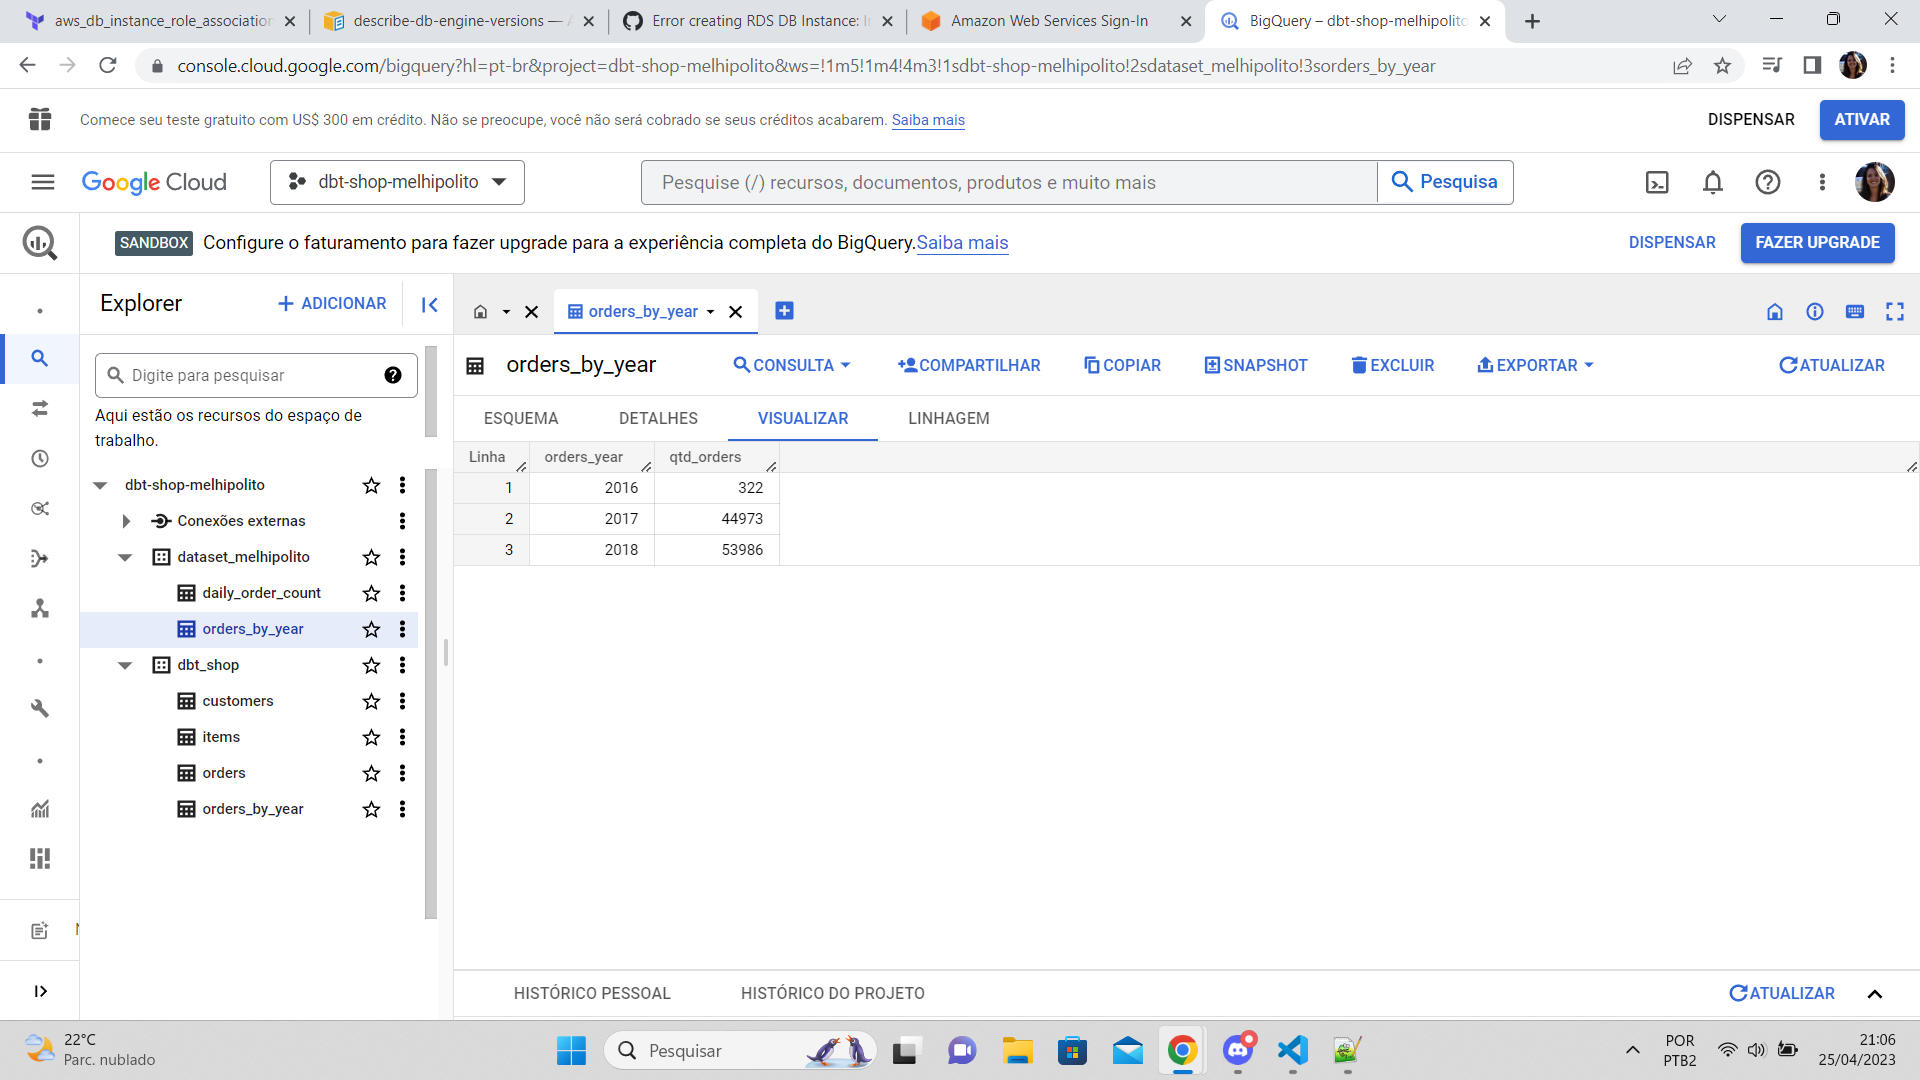 aws_db_instance_role_association
describe-db-engine-versions — A
Error creating RDS DB Instance: In
Amazon Web Services Sign-In
BigQuery – dbt-shop-melhipolito
console.cloud.google.com/bigquery?hl=pt-br&project=dbt-shop-melhipolito&ws=!1m5!1m4!4m3!1sdbt-shop-melhipolito!2sdataset_melhipolito!3sorders_by_year
Comece seu teste gratuito com US$ 300 em crédito. Não se preocupe, você não será cobrado se seus créditos acabarem. Saiba mais
DISPENSAR
ATIVAR
Google Cloud
dbt-shop-melhipolito
Pesquise (/) recursos, documentos, produtos e muito mais
Pesquisa
SANDBOX Configure o faturamento para fazer upgrade para a experiência completa do BigQuery.Saiba mais
DISPENSAR
FAZER UPGRADE
Explorer
ADICIONAR
Digite para pesquisar
Aqui estão os recursos do espaço de
trabalho.
dbt-shop-melhipolito
Conexões externas
dataset_melhipolito
daily_order_count
orders_by_year
dbt_shop
customers
items
orders
orders_by_year
orders_by_year
orders_by_year
CONSULTA
COMPARTILHAR
COPIAR
SNAPSHOT
EXCLUIR
EXPORTAR
ATUALIZAR
ESQUEMA
DETALHES
VISUALIZAR
LINHAGEM
Linha orders_year qtd_orders
1 2016 322
2 2017 44973
3 2018 53986
HISTÓRICO PESSOAL
HISTÓRICO DO PROJETO
ATUALIZAR
22°C
Parc. nublado
Pesquisar
POR
PTB2
21:06
25/04/2023